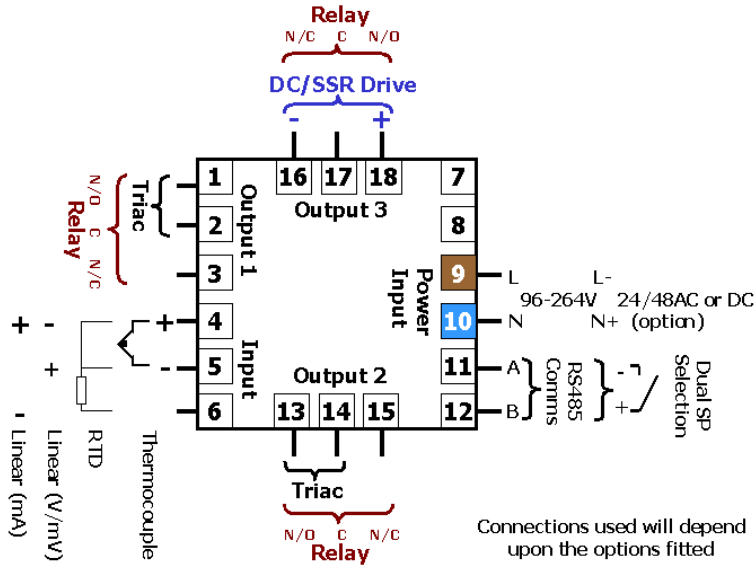 Relay
N/C C N/O
DC/SSR Drive
- +
16 17 18
Output 3
1
2
3
4
5
6
7
8
9
10
11
12
N/O C N/C
Relay
Triac
Output 1
Input
+
-
Power Input
L
N
96-264V
L-
N+
24/48AC or DC
(option)
A
B
RS485 Comms
-
+
Dual SP Selection
+
-
Linear (mA)
-
+
Linear (V/mV)
RTD
Thermocouple
Output 2
13 14 15
Triac
N/O C N/C
Relay
Connections used will depend
upon the options fitted